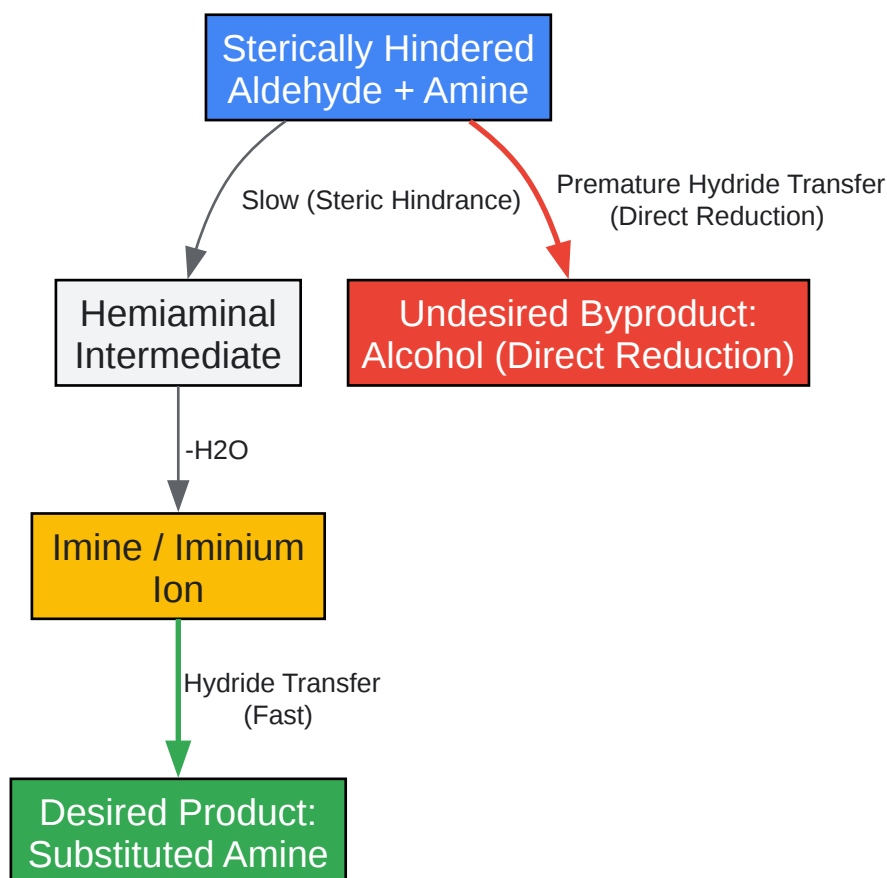 Sterically Hindered
Aldehyde + Amine
Slow (Steric Hindrance)
Premature Hydride Transfer
(Direct Reduction)
Hemiaminal
Intermediate
Undesired Byproduct:
Alcohol (Direct Reduction)
-H2O
Imine / Iminium
Ion
Hydride Transfer
(Fast)
Desired Product:
Substituted Amine